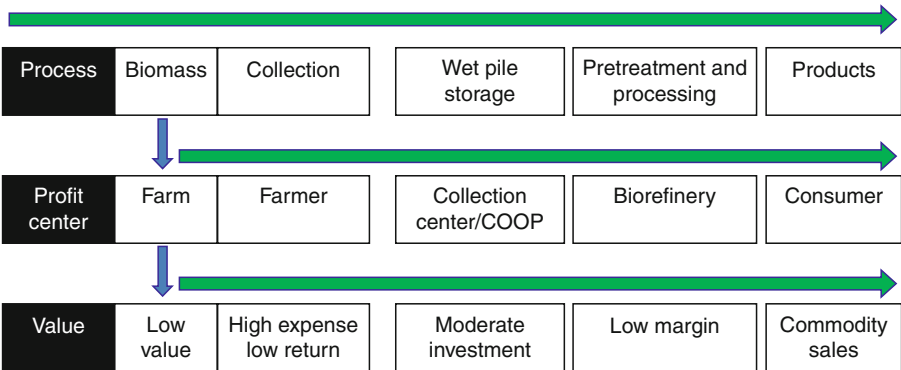 Process
Biomass
Collection
Wet pile
storage
Pretreatment and
processing
Products
Profit
center
Farm
Farmer
Collection
center/COOP
Biorefinery
Consumer
Value
Low
value
High expense
low return
Moderate
investment
Low margin
Commodity
sales